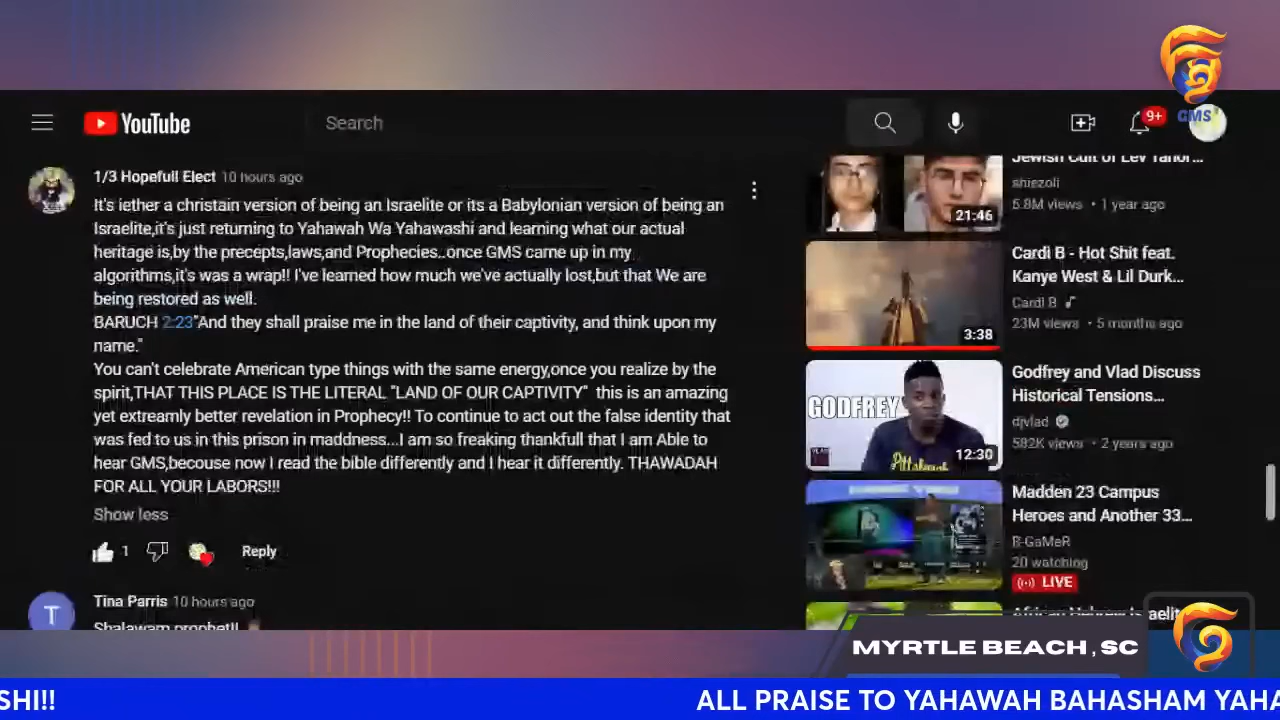 GMS
YouTube
Search
9+
1/3 Hopefull Elect 10 hours ago
It's iether a christain version of being an Israelite or its a Babylonian version of being an
Israelite,it's just returning to Yahawah Wa Yahawashi and learning what our actual
heritage is,by the precepts,laws,and Prophecies..once GMS came up in my
algorithms,it's was a wrap!! I've learned how much we've actually lost,but that We are
being restored as well.
BARUCH 2:23"And they shall praise me in the land of their captivity, and think upon my
name."
You can't celebrate American type things with the same energy,once you realize by the
spirit,THAT THIS PLACE IS THE LITERAL "LAND OF OUR CAPTIVITY" this is an amazing
yet extreamly better revelation in Prophecy!! To continue to act out the false identity that
was fed to us in this prison in maddness...I am so freaking thankfull that I am Able to
hear GMS,becouse now I read the bible differently and I hear it differently. THAWADAH
FOR ALL YOUR LABORS!!!
Show less
1
Reply
T
Tina Parris 10 hours ago
Shalawam prophet!!
Jewish Cult of Lev Tahor...
shiezoli
5.8M views • 1 year ago
21:46
Cardi B - Hot Shit feat.
Kanye West & Lil Durk...
Cardi B
23M views • 5 months ago
3:38
Godfrey and Vlad Discuss
Historical Tensions...
djvlad
582K views • 2 years ago
GODFREY
Pittsburgh
12:30
Madden 23 Campus
Heroes and Another 33...
R-GaMeR
20 watching
LIVE
MYRTLE BEACH , SC
SHI!! ALL PRAISE TO YAHAWAH BAHASHAM YAHA